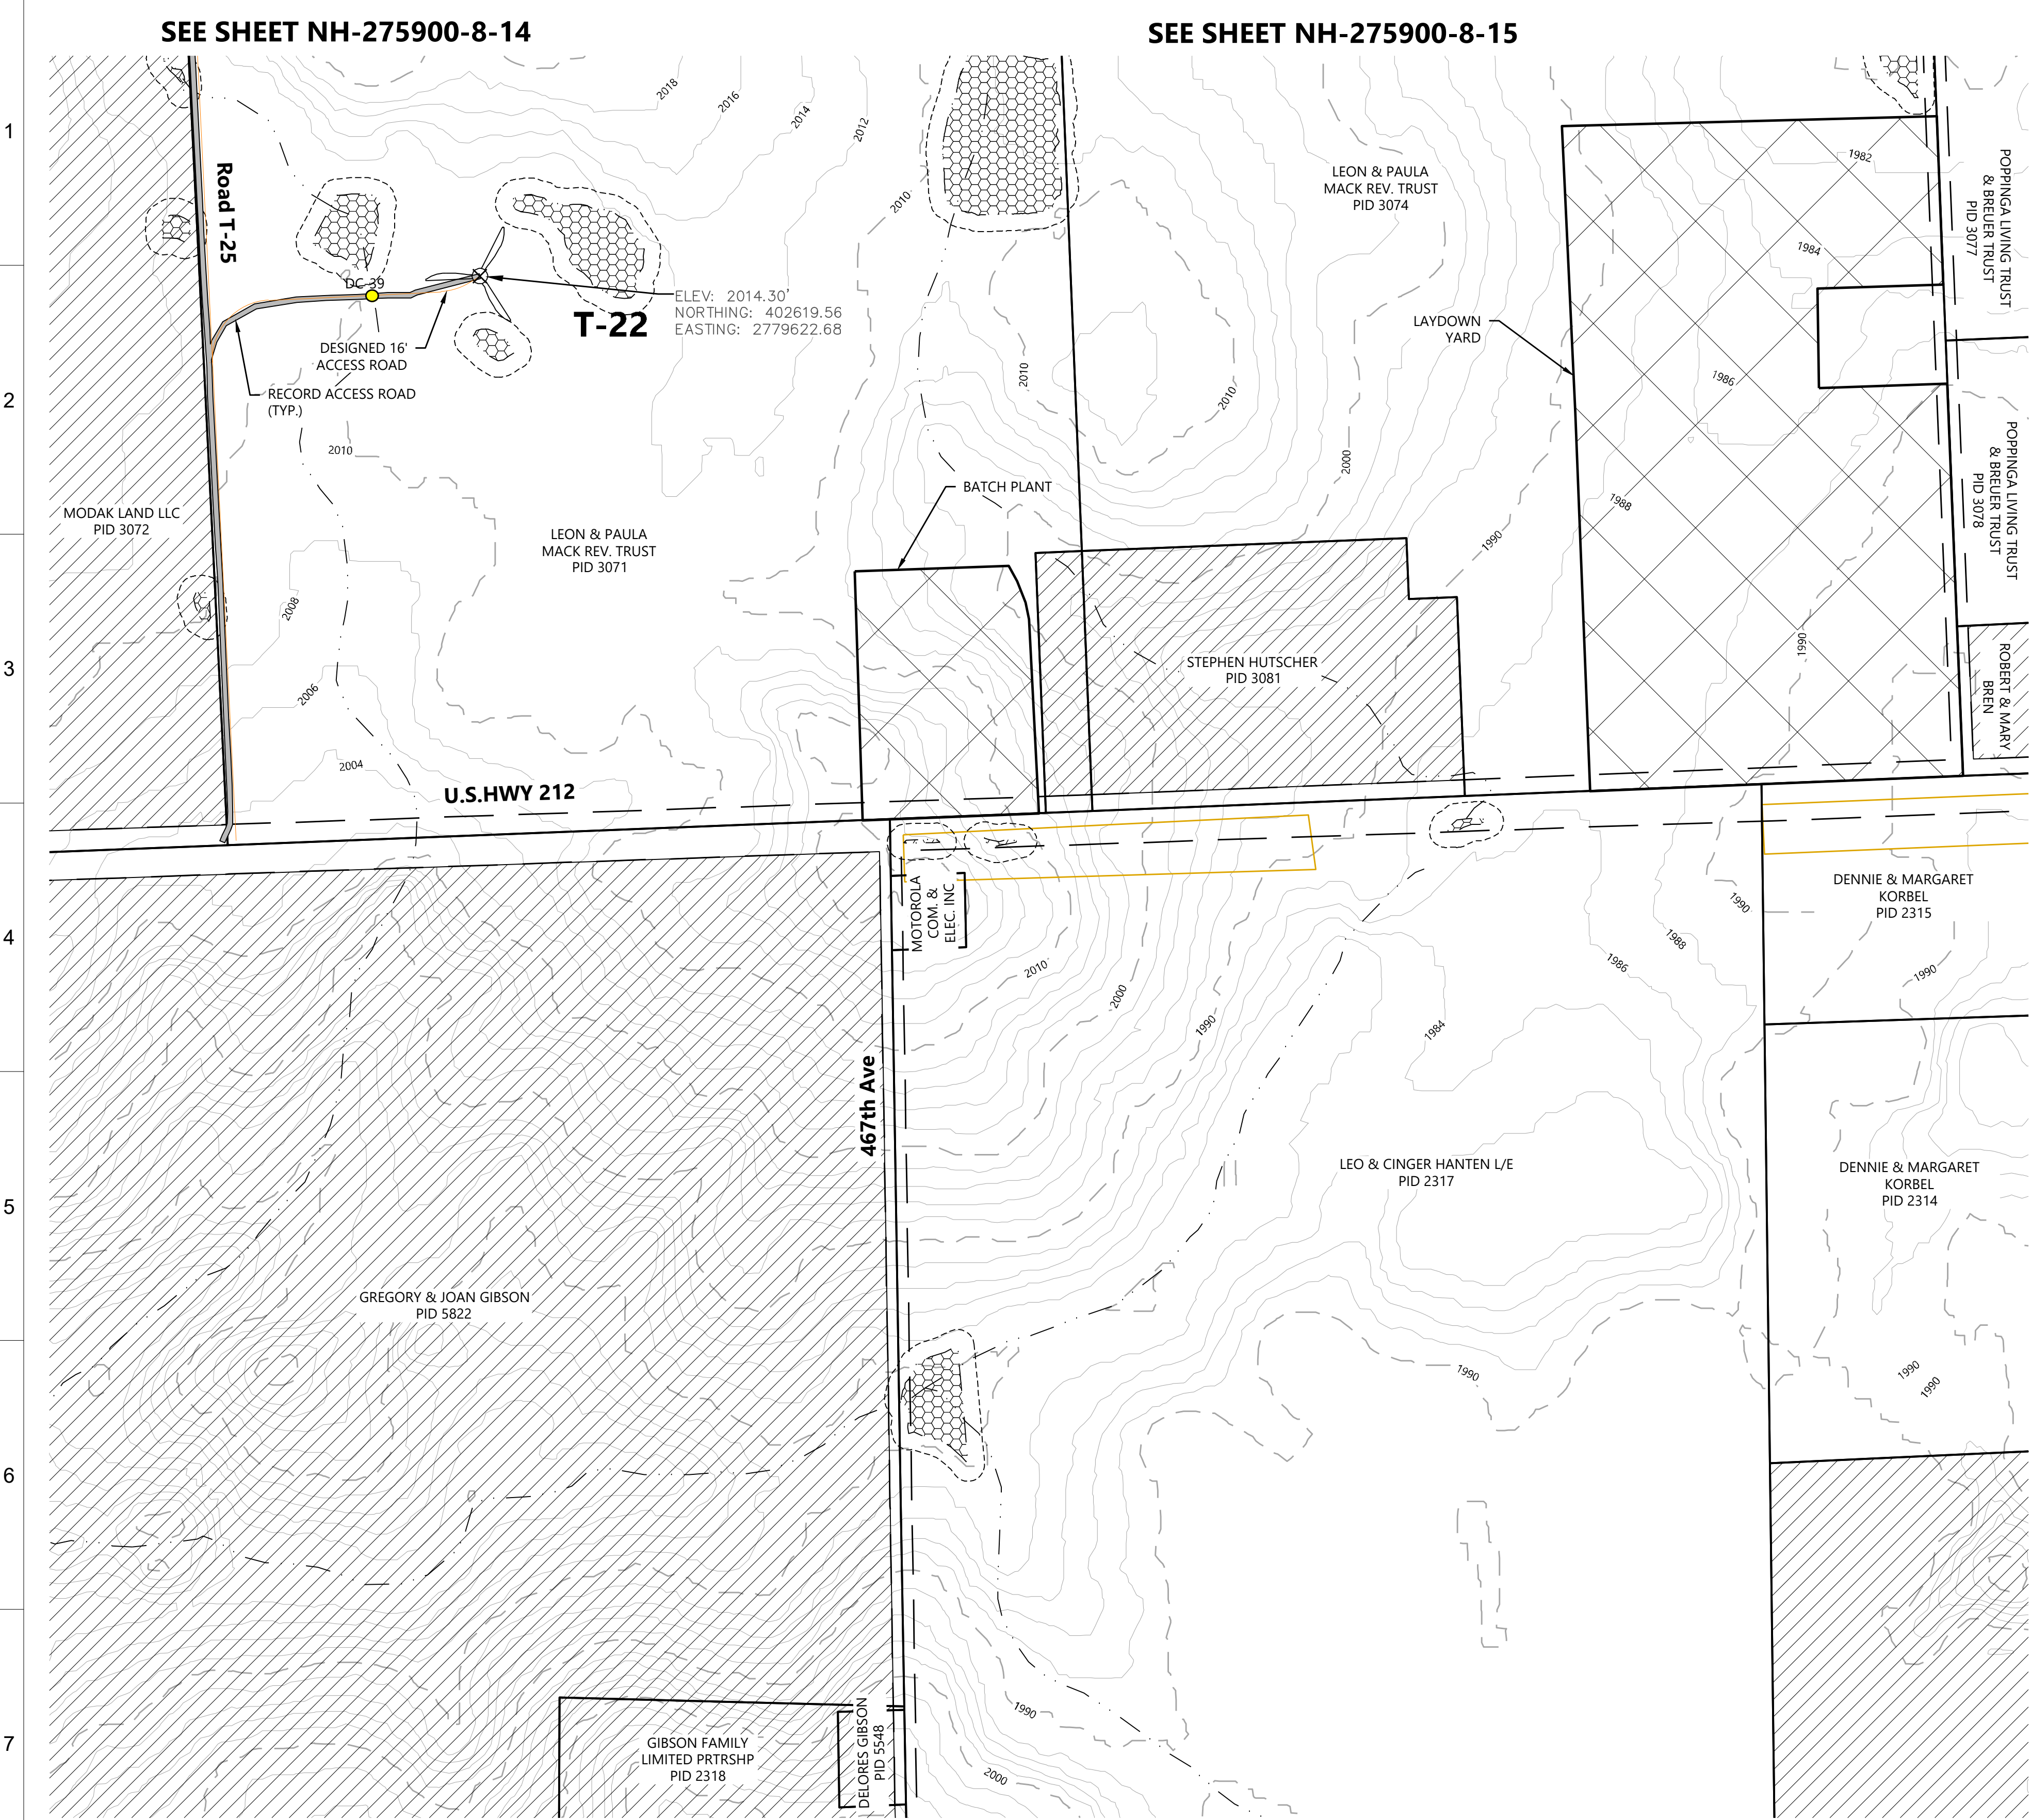 SEE SHEET NH-275900-8-14
SEE SHEET NH-275900-8-15
1
2
3
4
5
6
7
2018
2016
2014
2012
2010
Road T-25
DC-39
T-22
ELEV: 2014.30'
NORTHING: 402619.56
EASTING: 2779622.68
DESIGNED 16'
ACCESS ROAD
RECORD ACCESS ROAD
(TYP.)
2010
MODAK LAND LLC
PID 3072
LEON & PAULA
MACK REV. TRUST
PID 3071
2008
2006
2004
U.S.HWY 212
BATCH PLANT
LEON & PAULA
MACK REV. TRUST
PID 3074
2010
2010
2000
1990
LAYDOWN
YARD
1982
1984
1986
1988
1990
POPPINGA LIVING TRUST
& BREUER TRUST
PID 3077
POPPINGA LIVING TRUST
& BREUER TRUST
PID 3078
ROBERT & MARY
BREN
STEPHEN HUTSCHER
PID 3081
MOTOROLA
COM. &
ELEC. INC
2010
2000
1990
1984
1986
1988
1990
DENNIE & MARGARET
KORBEL
PID 2315
1990
467th Ave
LEO & CINGER HANTEN L/E
PID 2317
DENNIE & MARGARET
KORBEL
PID 2314
GREGORY & JOAN GIBSON
PID 5822
1990
1990
1990
GIBSON FAMILY
LIMITED PRTRSHP
PID 2318
DELORES GIBSON
PID 5548
1990
2000